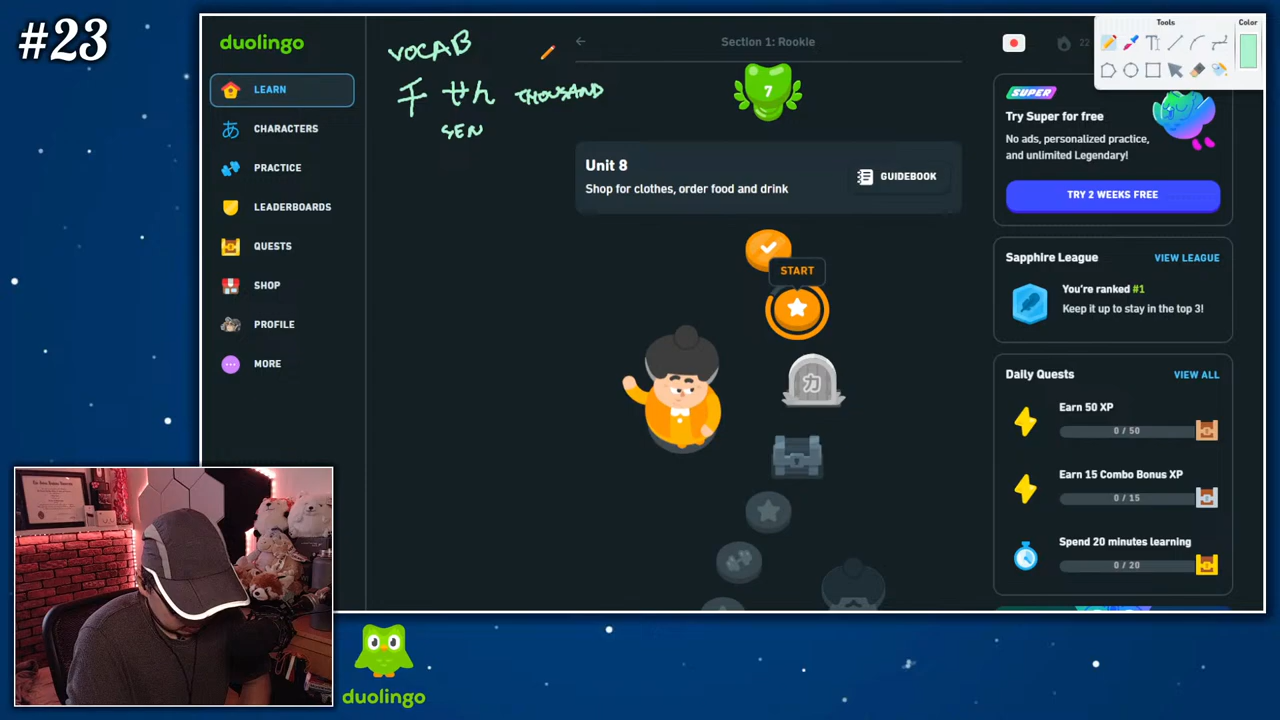 #23
duolingo
LEARN
CHARACTERS
PRACTICE
LEADERBOARDS
QUESTS
SHOP
PROFILE
MORE
VOCAB
千 せん THOUSAND
SEN
Section 1: Rookie
7
Unit 8
Shop for clothes, order food and drink
GUIDEBOOK
START
力
22
Tools
Color
SUPER
Try Super for free
No ads, personalized practice,
and unlimited Legendary!
TRY 2 WEEKS FREE
Sapphire League
VIEW LEAGUE
You're ranked #1
Keep it up to stay in the top 3!
Daily Quests
VIEW ALL
Earn 50 XP
0 / 50
Earn 15 Combo Bonus XP
0 / 15
Spend 20 minutes learning
0 / 20
duolingo